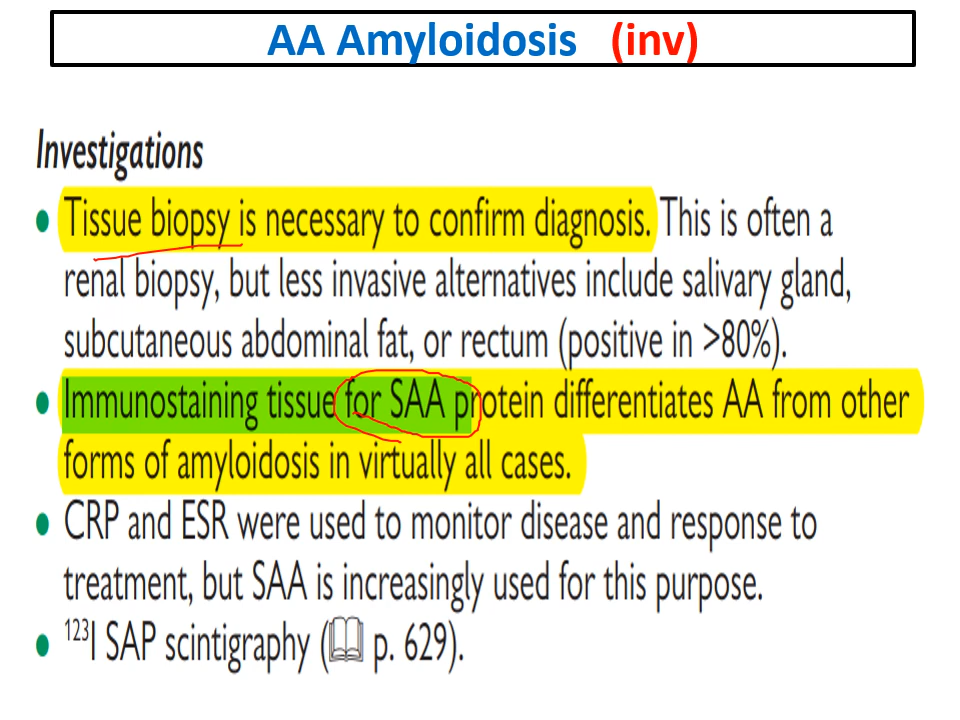 AA Amyloidosis (inv)
Investigations
• Tissue biopsy is necessary to confirm diagnosis. This is often a
renal biopsy, but less invasive alternatives include salivary gland,
subcutaneous abdominal fat, or rectum (positive in >80%).
• Immunostaining tissue for SAA protein differentiates AA from other
forms of amyloidosis in virtually all cases.
• CRP and ESR were used to monitor disease and response to
treatment, but SAA is increasingly used for this purpose.
• ¹²³I SAP scintigraphy (📖 p. 629).